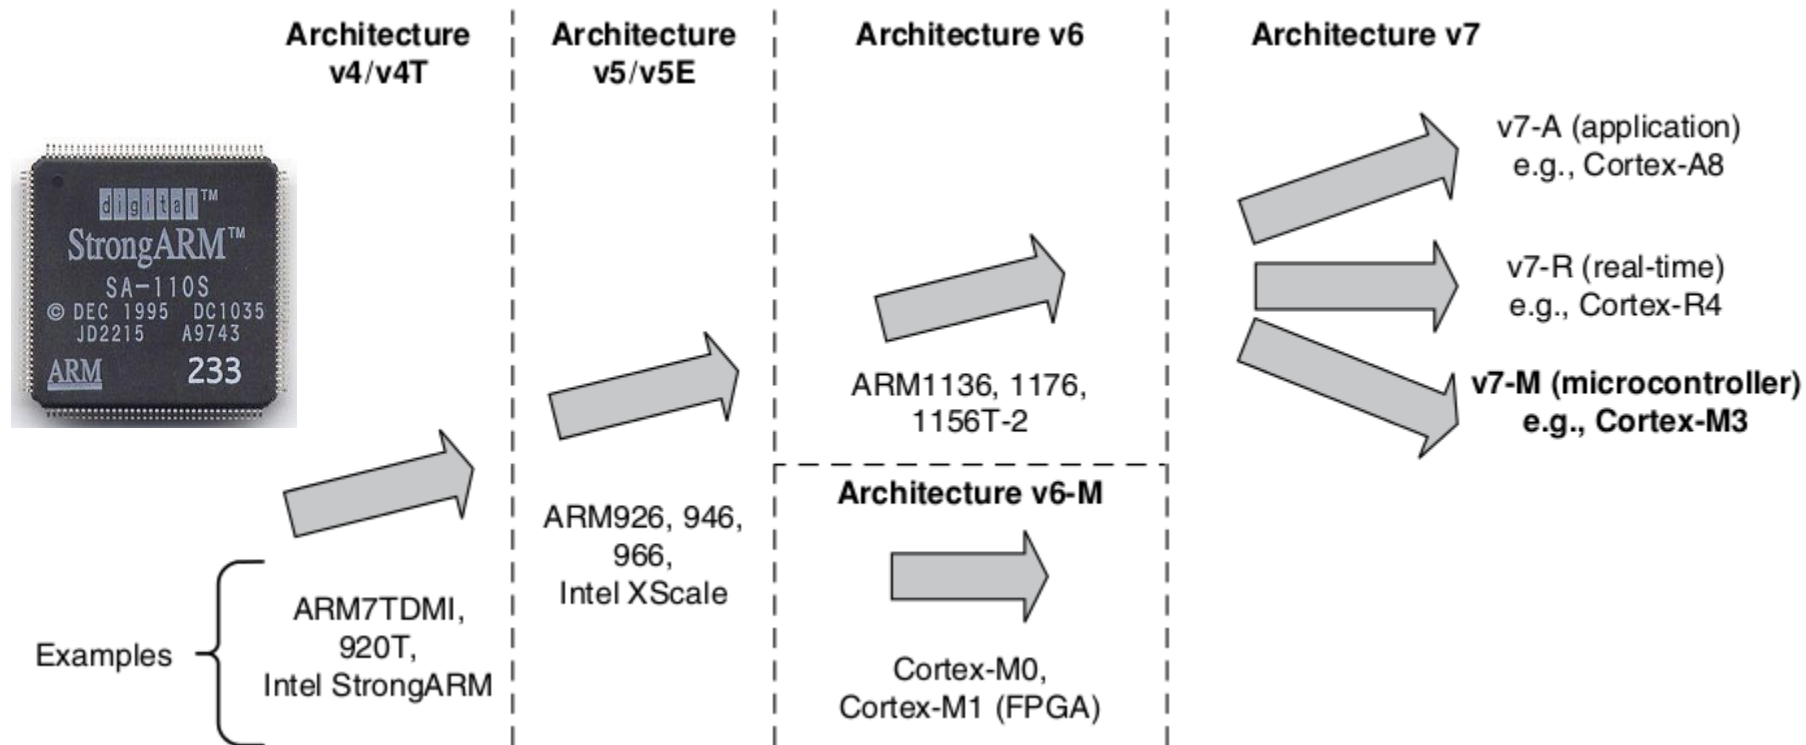 Architecture
v4/v4T
Architecture
v5/v5E
Architecture v6
Architecture v7
digital™
StrongARM™
SA-110S
© DEC 1995 DC1035
JD2215 A9743
ARM
233
Examples
ARM7TDMI,
920T,
Intel StrongARM
ARM926, 946,
966,
Intel XScale
ARM1136, 1176,
1156T-2
Architecture v6-M
Cortex-M0,
Cortex-M1 (FPGA)
v7-A (application)
e.g., Cortex-A8
v7-R (real-time)
e.g., Cortex-R4
v7-M (microcontroller)
e.g., Cortex-M3